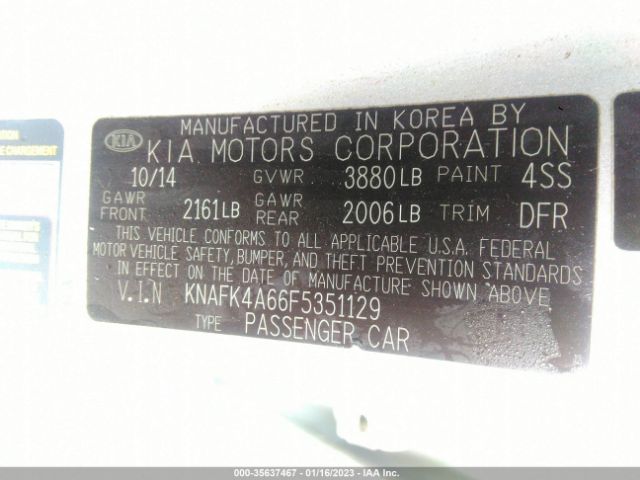 ATION
CHARGEMENT
KIA
MANUFACTURED IN KOREA BY
KIA MOTORS CORPORATION
10/14 GVWR 3880LB PAINT 4SS
GAWR FRONT 2161LB GAWR REAR 2006LB TRIM DFR
THIS VEHICLE CONFORMS TO ALL APPLICABLE U.S.A. FEDERAL
MOTOR VEHICLE SAFETY, BUMPER, AND THEFT PREVENTION STANDARDS
IN EFFECT ON THE DATE OF MANUFACTURE SHOWN ABOVE.
V.I.N KNAFK4A66F5351129
TYPE PASSENGER CAR
© - 35637467 - 01/16/2023 - IAA Inc.